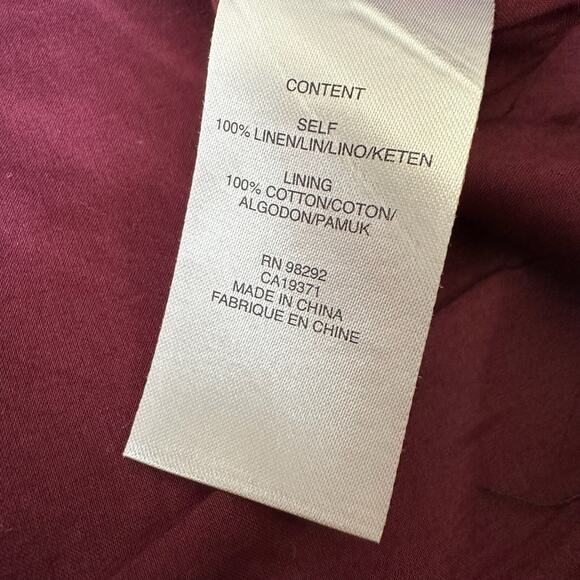 CONTENT
SELF
100% LINEN/LIN/LINO/KETEN
LINING
100% COTTON/COTON/
ALGODON/PAMUK
RN 98292
CA19371
MADE IN CHINA
FABRIQUE EN CHINE